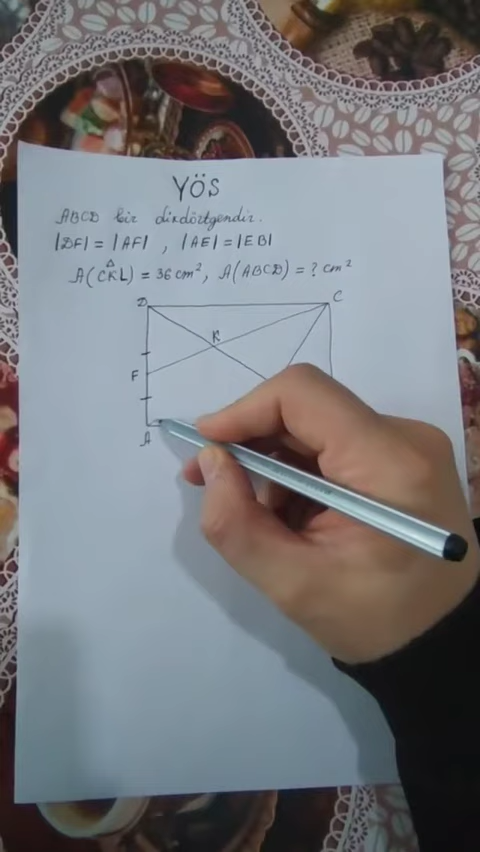 YÖS
ABCD bir dikdörtgendir.
|DF| = |AF| , |AE| = |EB|
A(CKL) = 36 cm², A(ABCD) = ? cm²
D C
K
F
A